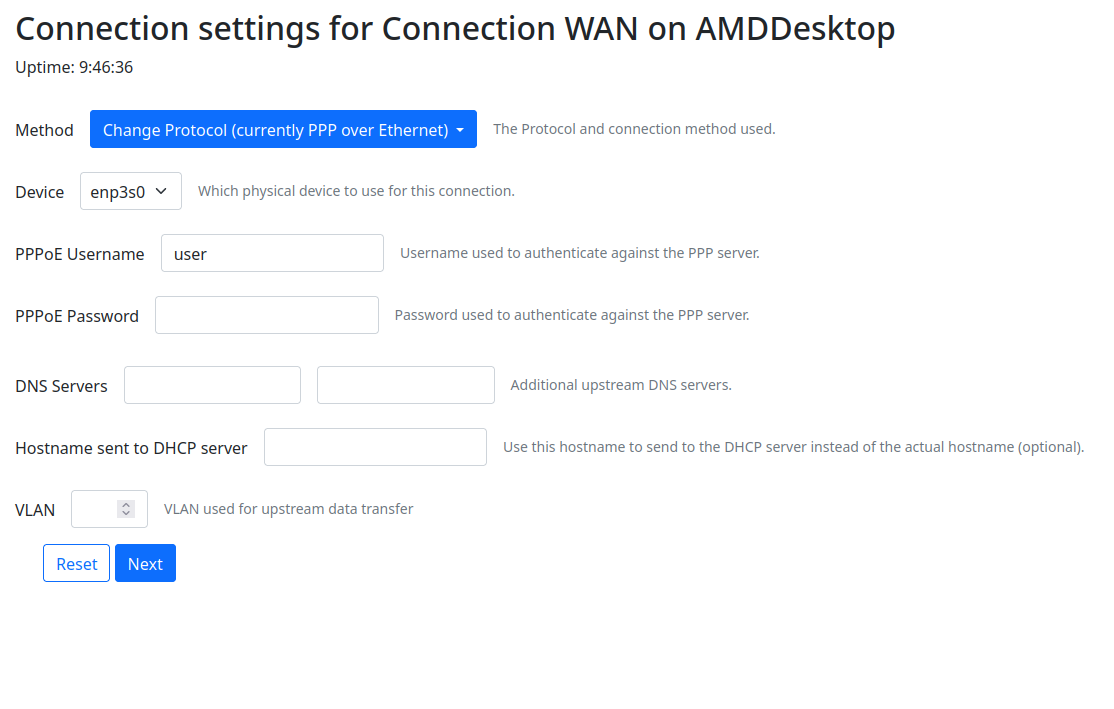 Connection settings for Connection WAN on AMDDesktop
Uptime: 9:46:36
Method Change Protocol (currently PPP over Ethernet) The Protocol and connection method used.
Device enp3s0 Which physical device to use for this connection.
PPPoE Username user Username used to authenticate against the PPP server.
PPPoE Password Password used to authenticate against the PPP server.
DNS Servers Additional upstream DNS servers.
Hostname sent to DHCP server Use this hostname to send to the DHCP server instead of the actual hostname (optional).
VLAN VLAN used for upstream data transfer
Reset Next